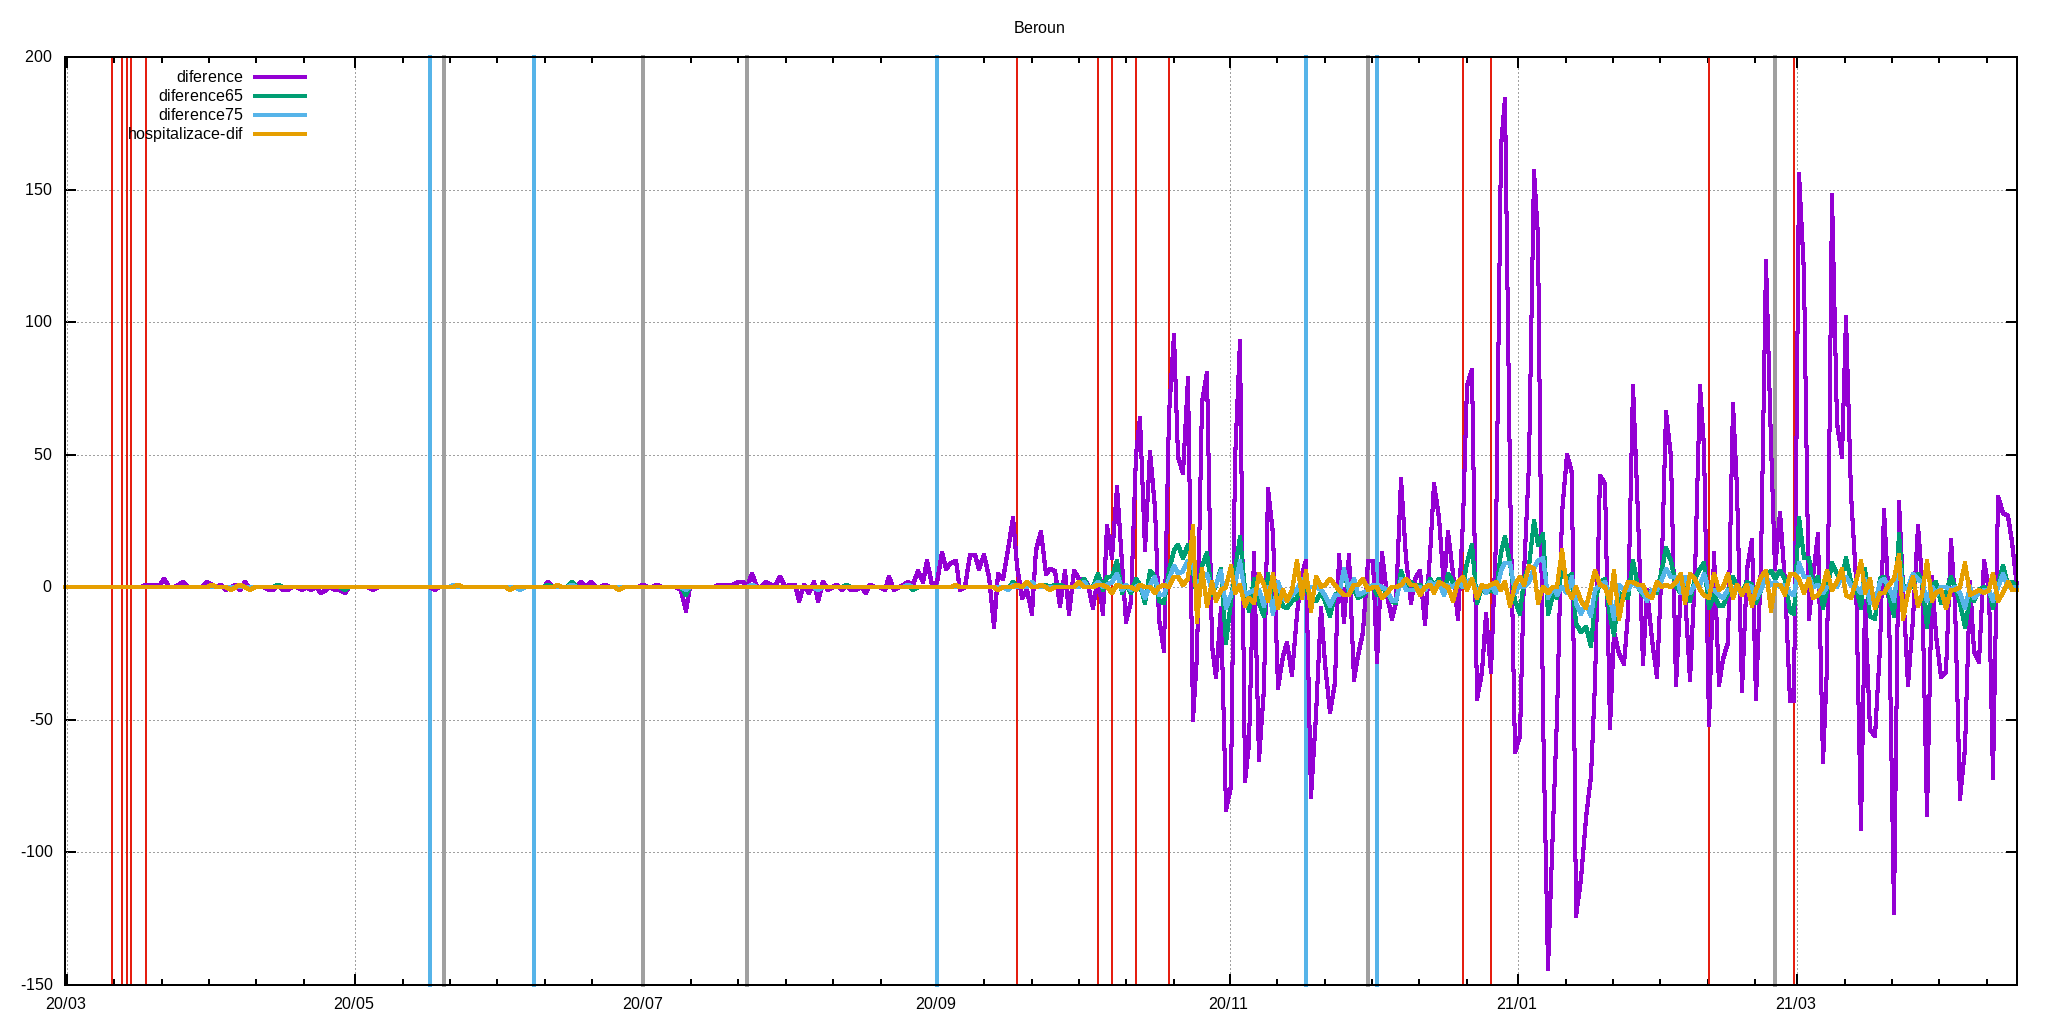 Beroun
200
150
100
50
0
-50
-100
-150
diference
diference65
diference75
hospitalizace-dif
20/03 20/05 20/07 20/09 20/11 21/01 21/03